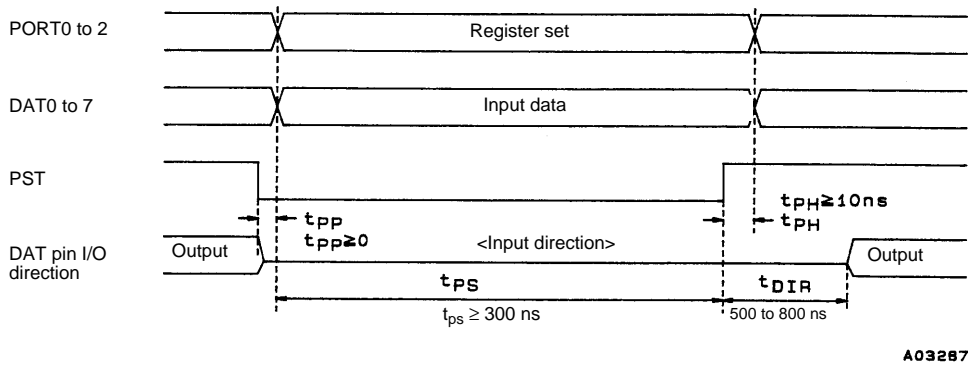 PORT0 to 2
Register set
DAT0 to 7
Input data
PST
tPP
tPP≥0
tPH≥10ns
tPH
DAT pin I/O
direction
Output
<Input direction>
Output
tPS
tps ≥ 300 ns
tDIR
500 to 800 ns
A03287